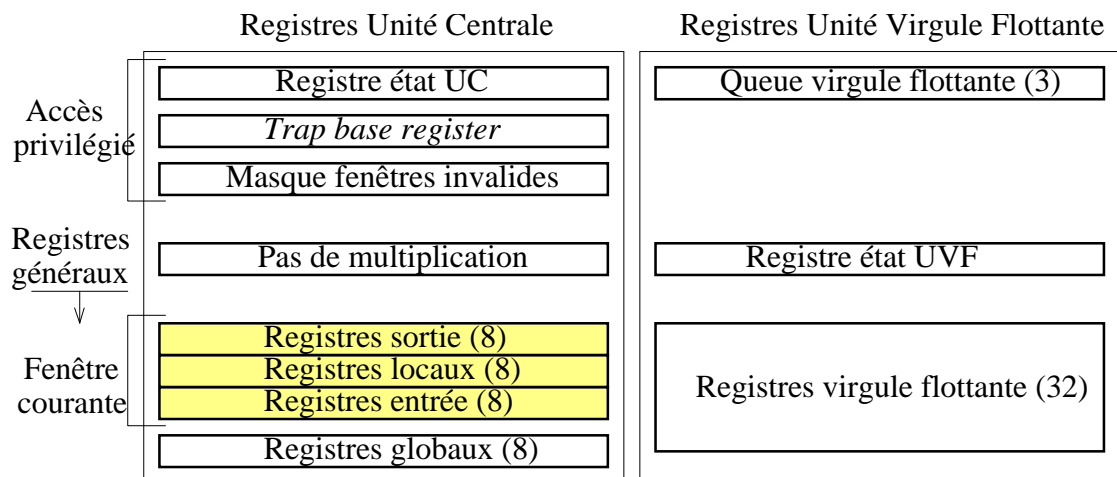 Registres Unité Centrale
Registres Unité Virgule Flottante
Accès
privilégié
Registre état UC
Queue virgule flottante (3)
Trap base register
Masque fenêtres invalides
Registres
généraux
Pas de multiplication
Registre état UVF
Fenêtre
courante
Registres sortie (8)
Registres locaux (8)
Registres entrée (8)
Registres virgule flottante (32)
Registres globaux (8)